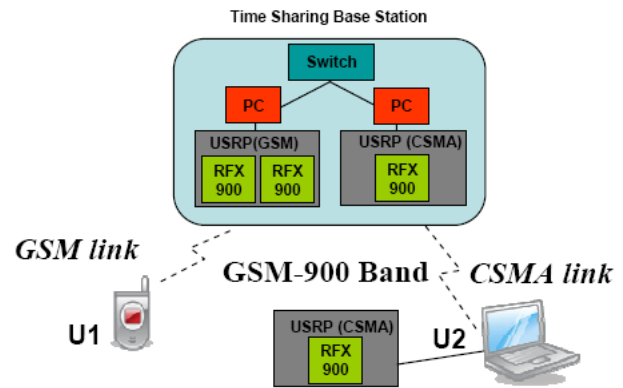 Time Sharing Base Station
Switch
PC
PC
USRP(GSM)
USRP (CSMA)
RFX
900
RFX
900
RFX
900
GSM link
GSM-900 Band
CSMA link
U1
USRP (CSMA)
U2
RFX
900